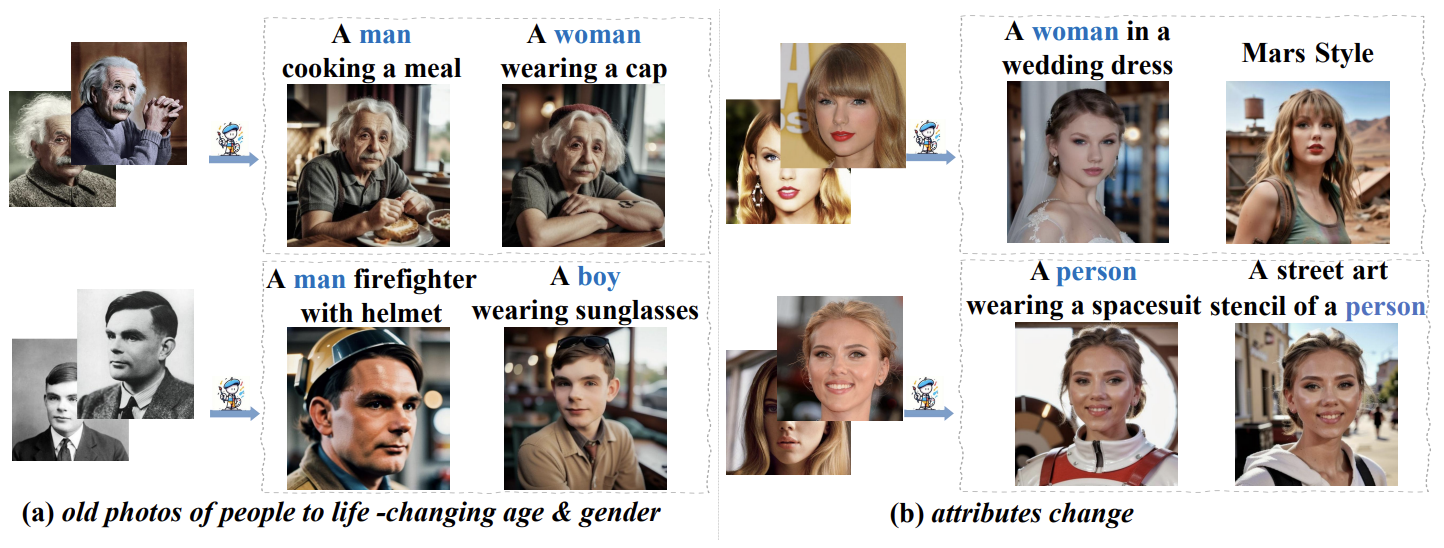 A man
cooking a meal
A woman
wearing a cap
A man firefighter
with helmet
A boy
wearing sunglasses
(a) old photos of people to life -changing age & gender
A woman in a
wedding dress
Mars Style
A person
wearing a spacesuit
A street art
stencil of a person
(b) attributes change